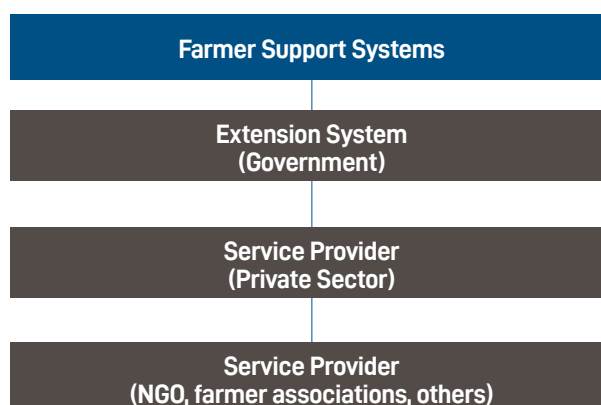 Farmer Support Systems
Extension System
(Government)
Service Provider
(Private Sector)
Service Provider
(NGO, farmer associations, others)